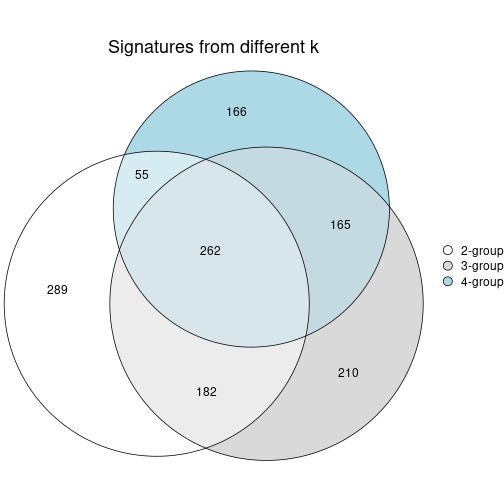 Signatures from different k
166
55
165
262
289
210
182
2-group
3-group
4-group